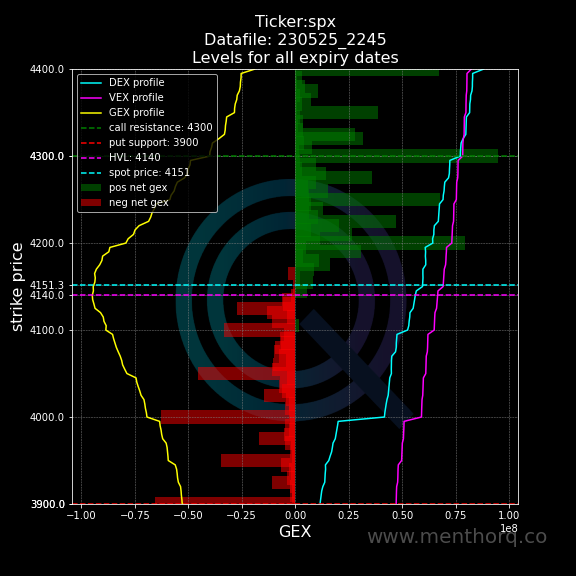 Ticker:spx
Datafile: 230525_2245
Levels for all expiry dates
DEX profile
VEX profile
GEX profile
call resistance: 4300
put support: 3900
HVL: 4140
spot price: 4151
pos net gex
neg net gex
strike price
4400.0
4300.0
4200.0
4151.3
4140.0
4100.0
4000.0
3900.0
−1.00 −0.75 −0.50 −0.25 0.00 0.25 0.50 0.75 1.00
1e8
GEX
www.menthorq.co